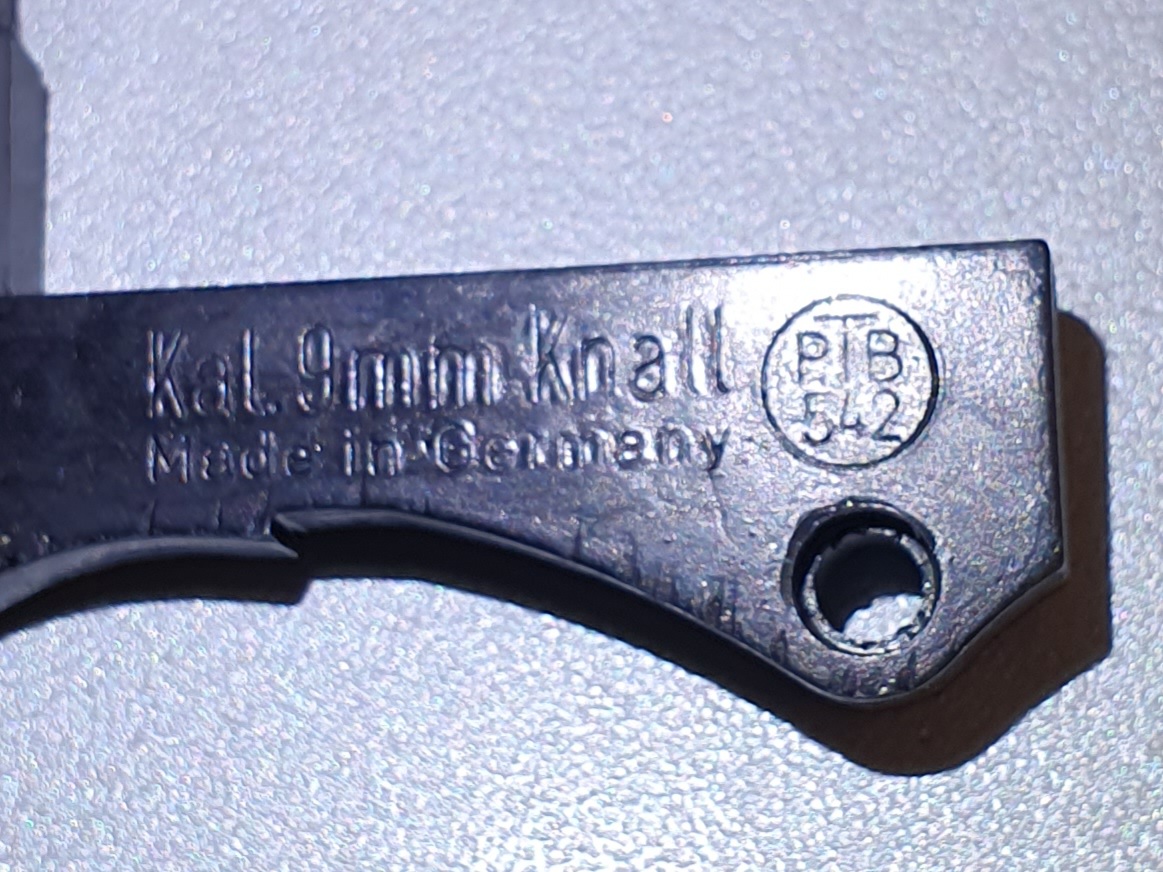 Kal. 9mm Knall
Made in Germany
PTB
542